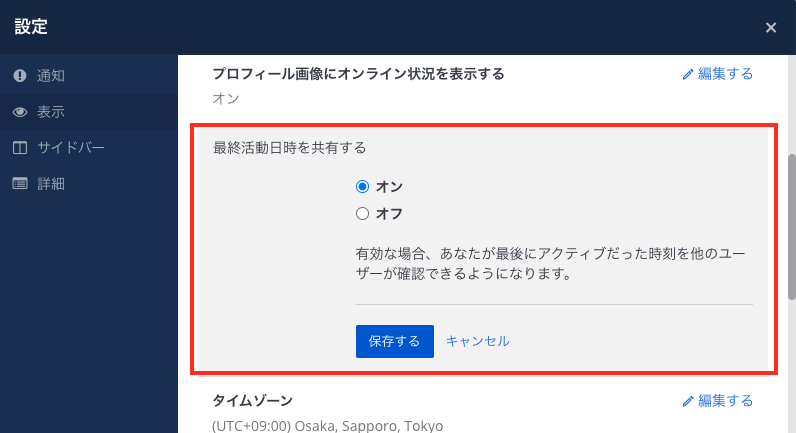 設定
×
通知
表示
サイドバー
詳細
プロフィール画像にオンライン状況を表示する
編集する
オン
最終活動日時を共有する
オン
オフ
有効な場合、あなたが最後にアクティブだった時刻を他のユー
ザーが確認できるようになります。
保存する キャンセル
タイムゾーン
編集する
(UTC+09:00) Osaka, Sapporo, Tokyo